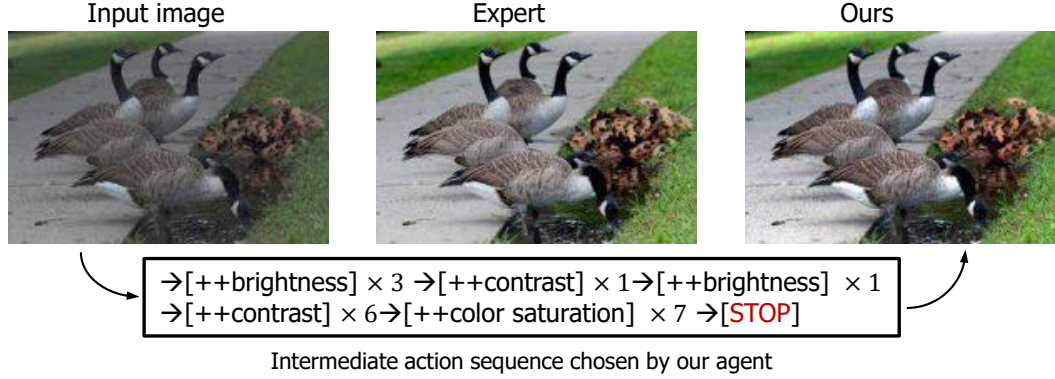 Input image
Expert
Ours
→[++brightness] × 3 →[++contrast] × 1→[++brightness] × 1
→[++contrast] × 6→[++color saturation] × 7 →[STOP]
Intermediate action sequence chosen by our agent